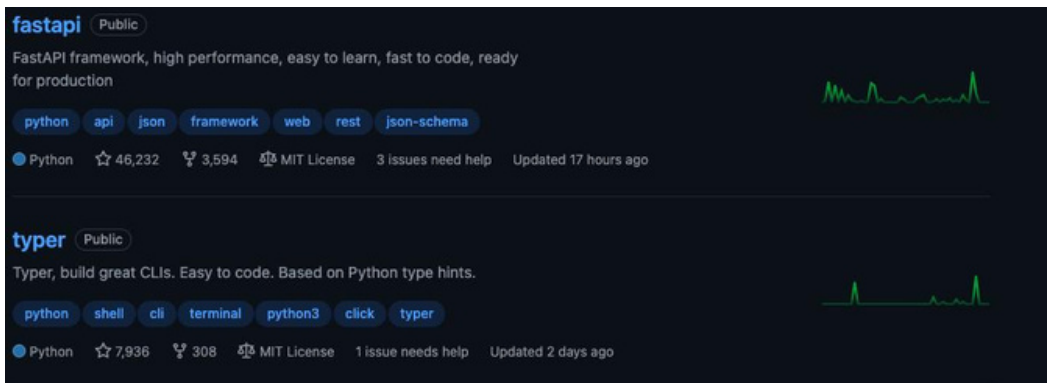 fastapi Public
FastAPI framework, high performance, easy to learn, fast to code, ready
for production
python api json framework web rest json-schema
Python 46,232 3,594 MIT License 3 issues need help Updated 17 hours ago
typer Public
Typer, build great CLIs. Easy to code. Based on Python type hints.
python shell cli terminal python3 click typer
Python 7,936 308 MIT License 1 issue needs help Updated 2 days ago